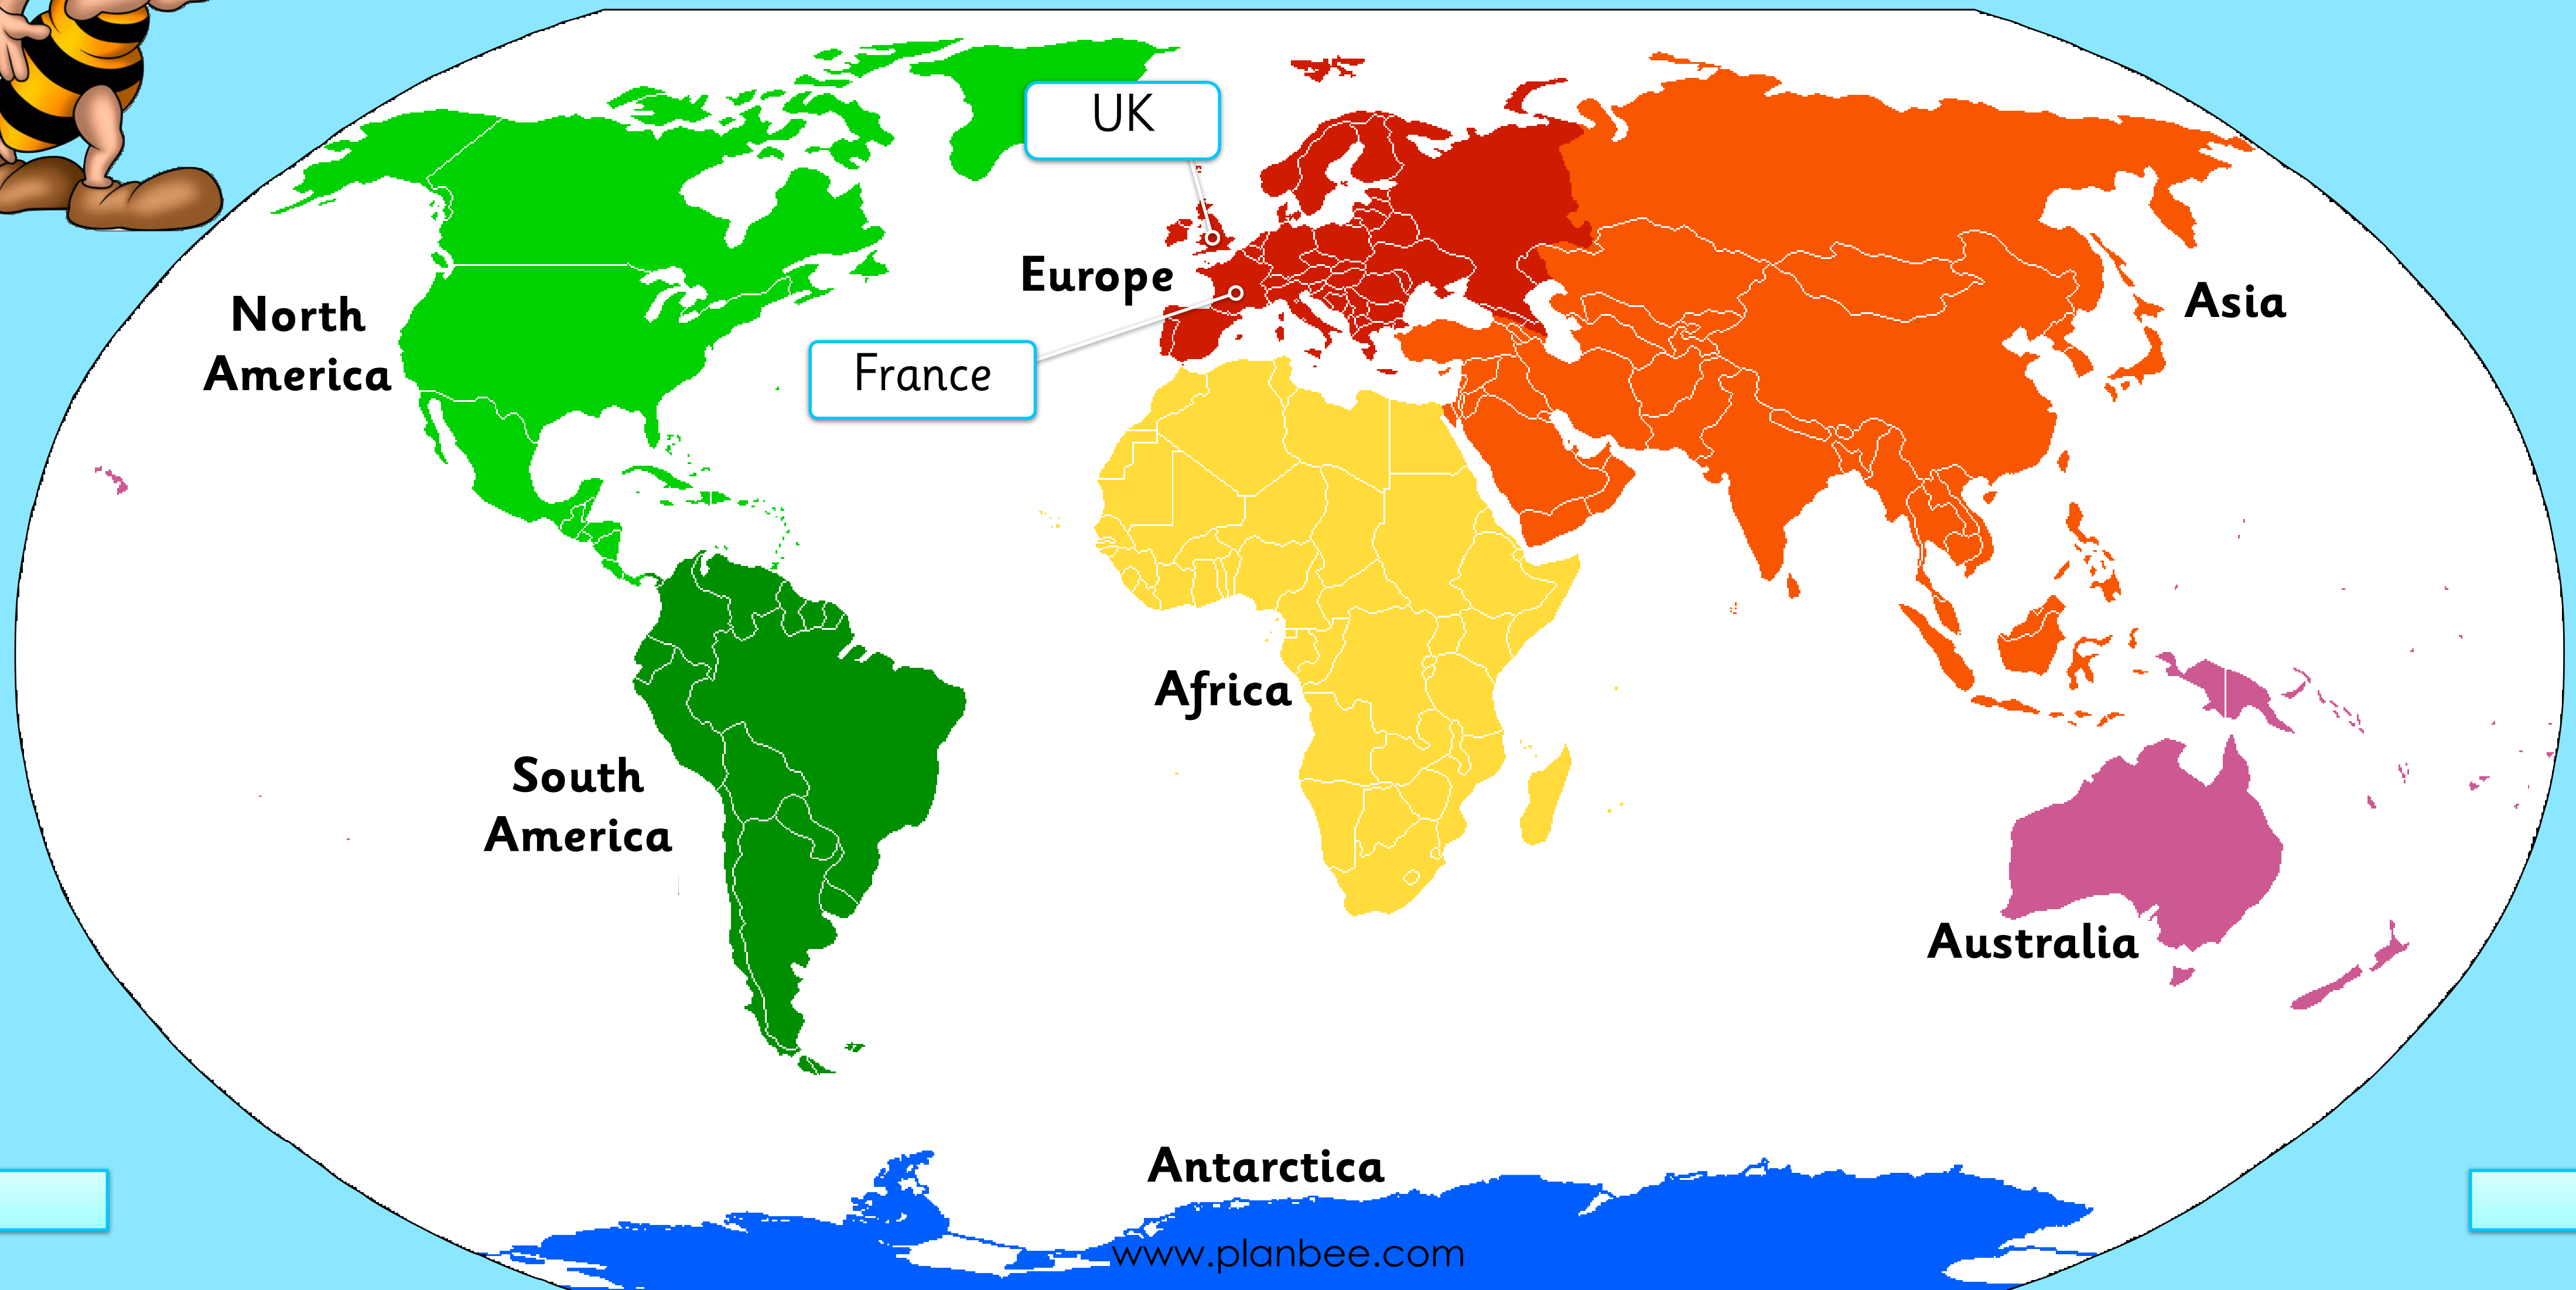 UK
Europe
North
America
Asia
France
Africa
South
America
Australia
Antarctica
www.planbee.com